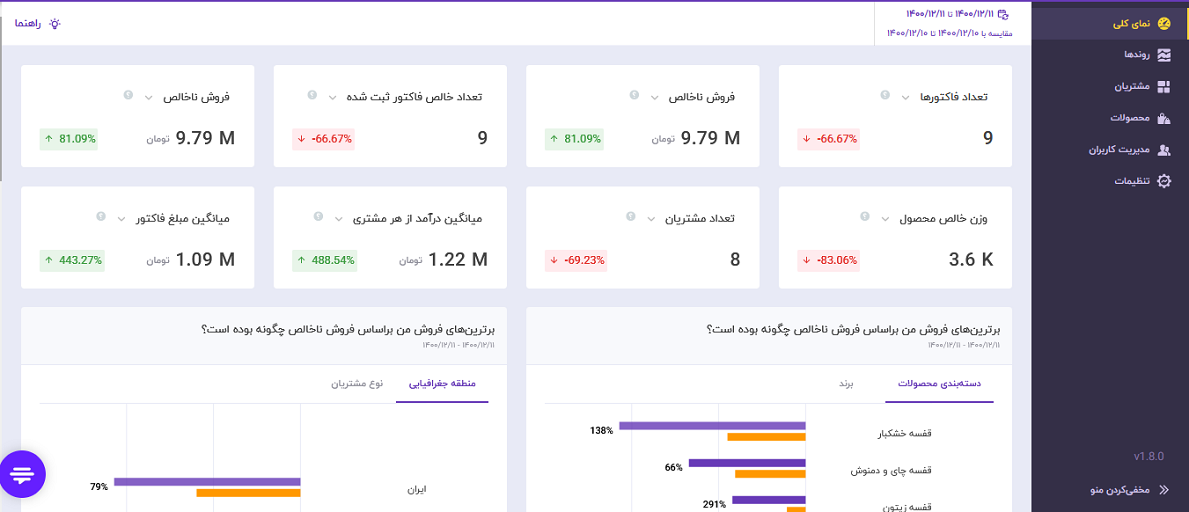 نمای کلی
روندها
مشتریان
محصولات
مدیریت کاربران
تنظیمات
v1.8.0
مخفی‌کردن منو
۱۴۰۰/۱۲/۱۱ تا ۱۴۰۰/۱۲/۱۱
مقایسه با ۱۴۰۰/۱۲/۱۰ تا ۱۴۰۰/۱۲/۱۰
راهنما
تعداد فاکتورها
9
-66.67%
فروش ناخالص
9.79 M تومان
81.09%
تعداد خالص فاکتور ثبت شده
9
-66.67%
فروش ناخالص
9.79 M تومان
81.09%
وزن خالص محصول
3.6 K
-83.06%
تعداد مشتریان
8
-69.23%
میانگین درآمد از هر مشتری
1.22 M تومان
488.54%
میانگین مبلغ فاکتور
1.09 M تومان
443.27%
برترین‌های فروش من براساس فروش ناخالص چگونه بوده است؟
۱۴۰۰/۱۲/۱۱ - ۱۴۰۰/۱۲/۱۱
دسته‌بندی محصولات
برند
قفسه خشکبار
138%
قفسه چای و دمنوش
66%
قفسه زیتون
291%
برترین‌های فروش من براساس فروش ناخالص چگونه بوده است؟
۱۴۰۰/۱۲/۱۱ - ۱۴۰۰/۱۲/۱۱
منطقه جغرافیایی
نوع مشتریان
ایران
79%